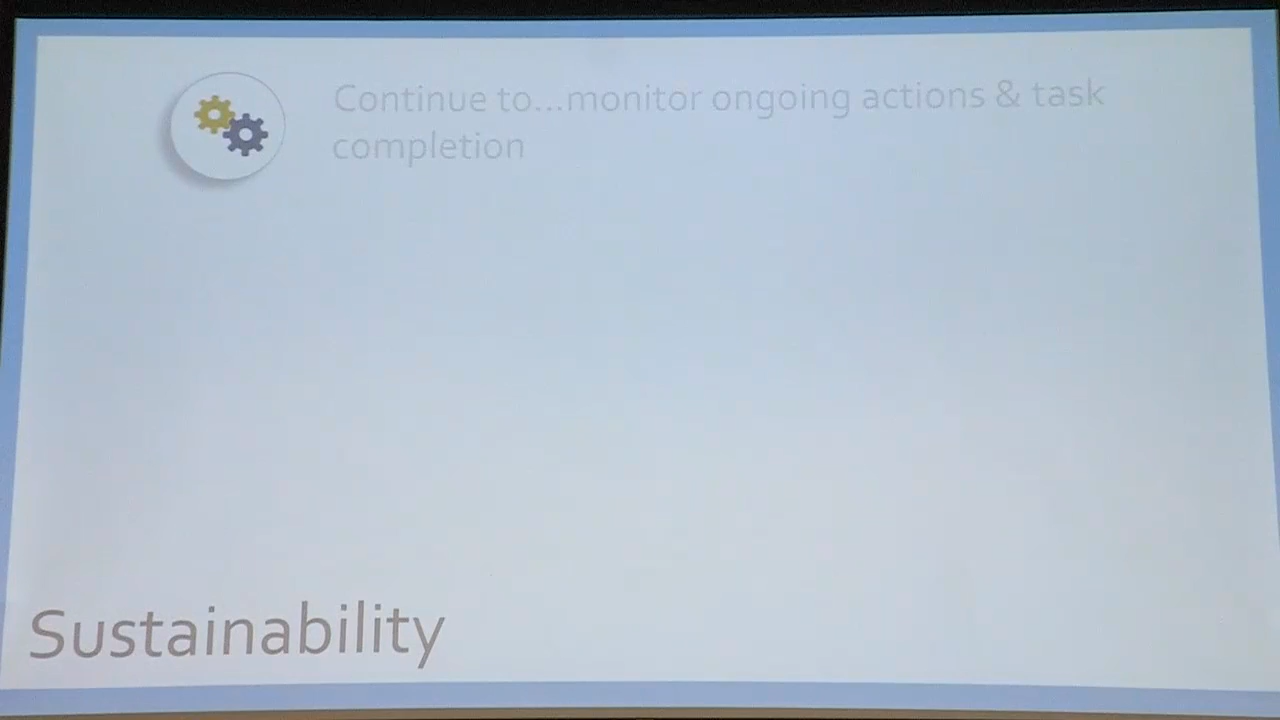 Continue to...monitor ongoing actions & task
completion
Sustainability